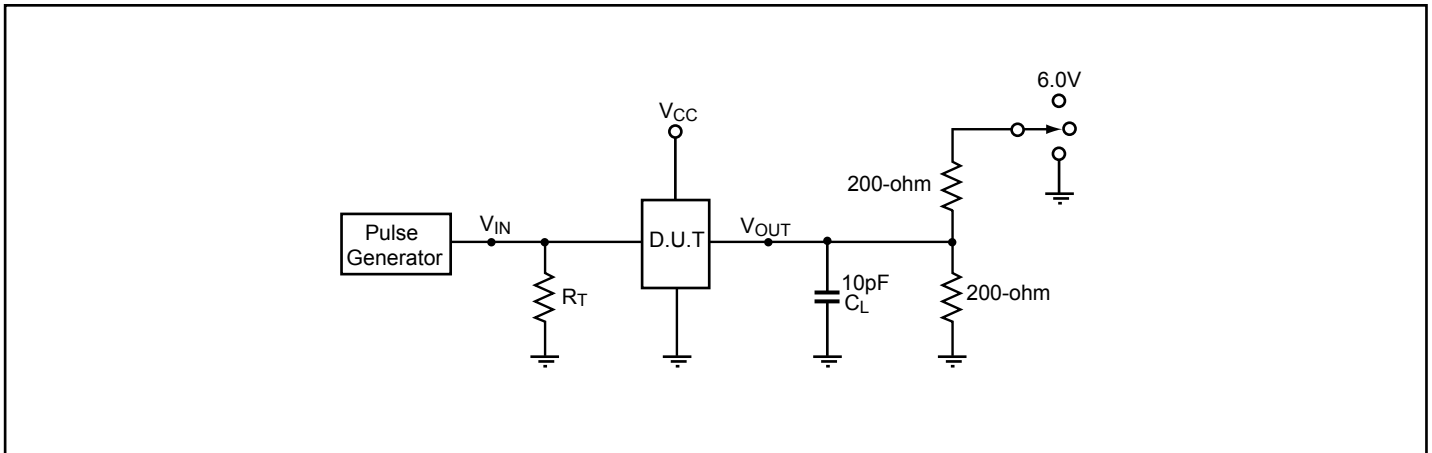 6.0V
VCC
200-ohm
Pulse
Generator
VIN
D.U.T
VOUT
RT
10pF
CL
200-ohm